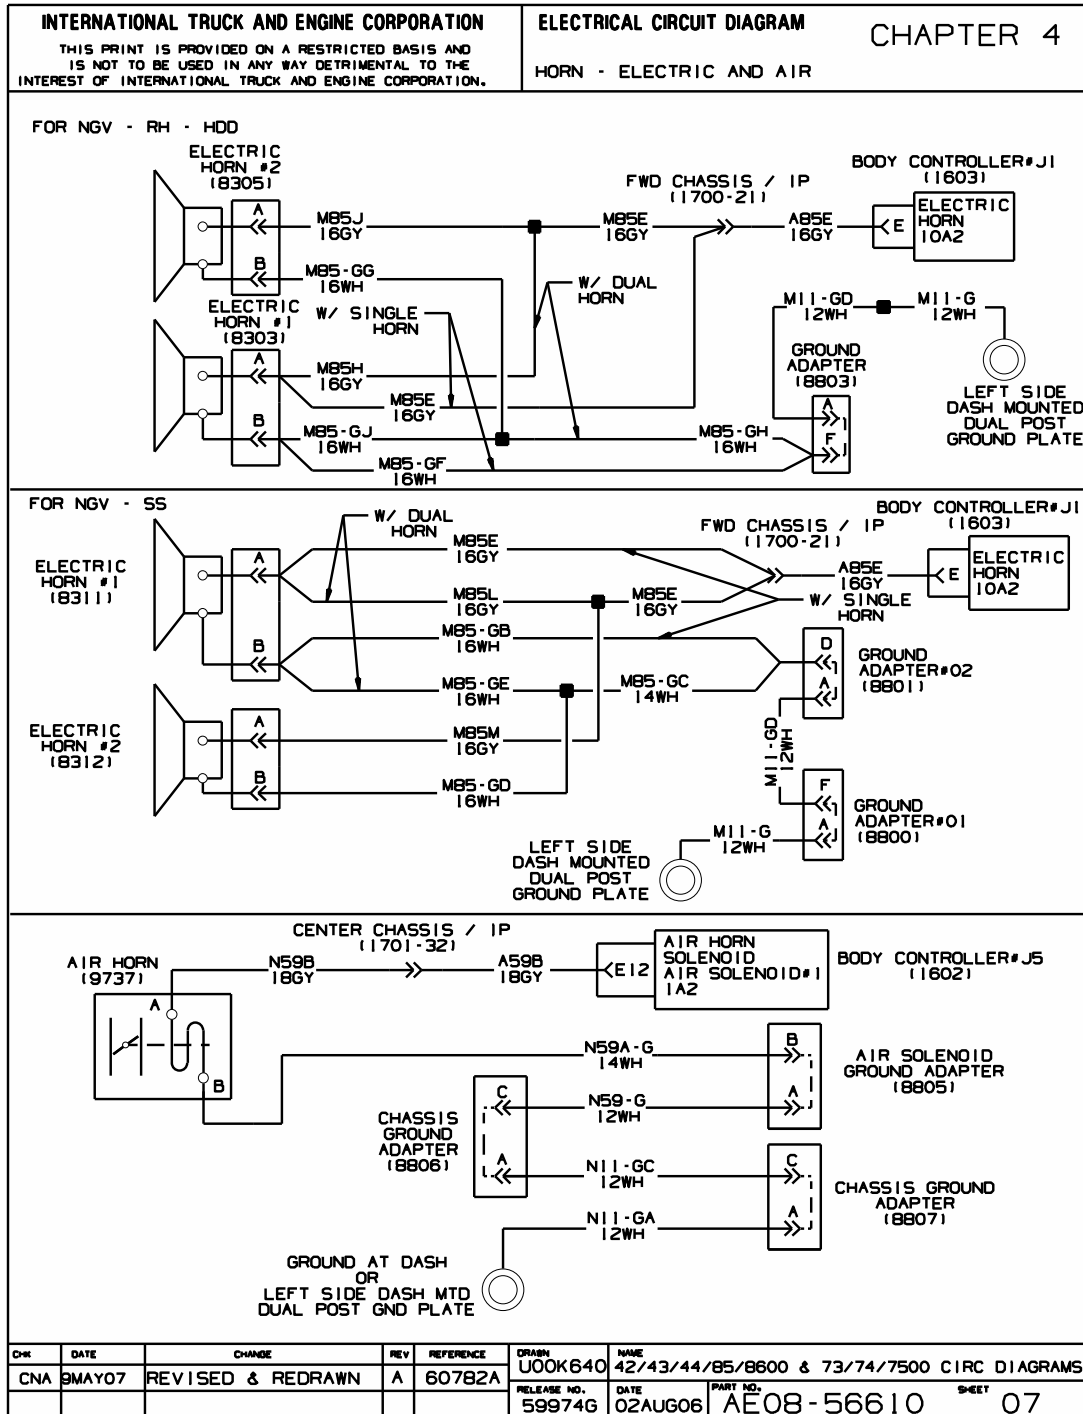 INTERNATIONAL TRUCK AND ENGINE CORPORATION
THIS PRINT IS PROVIDED ON A RESTRICTED BASIS AND
IS NOT TO BE USED IN ANY WAY DETRIMENTAL TO THE
INTEREST OF INTERNATIONAL TRUCK AND ENGINE CORPORATION.
ELECTRICAL CIRCUIT DIAGRAM
CHAPTER 4
HORN - ELECTRIC AND AIR
FOR NGV - RH - HDD
ELECTRIC
HORN #2
(8305)
A
B
M85J
16GY
M85-GG
16WH
M85E
16GY
FWD CHASSIS / IP
(1700-21)
A85E
16GY
BODY CONTROLLER#J1
(1603)
E
ELECTRIC
HORN
10A2
W/ DUAL
HORN
W/ SINGLE
HORN
ELECTRIC
HORN #1
(8303)
A
B
M85H
16GY
M85E
16GY
M85-GJ
16WH
M85-GF
16WH
M85-GH
16WH
M11-GD
12WH
M11-G
12WH
GROUND
ADAPTER
(8803)
A
F
LEFT SIDE
DASH MOUNTED
DUAL POST
GROUND PLATE
FOR NGV - SS
ELECTRIC
HORN #1
(8311)
A
B
W/ DUAL
HORN
M85E
16GY
M85L
16GY
M85E
16GY
FWD CHASSIS / IP
(1700-21)
BODY CONTROLLER#J1
(1603)
A85E
16GY
E
ELECTRIC
HORN
10A2
W/ SINGLE
HORN
M85-GB
16WH
M85-GE
16WH
M85-GC
14WH
D
A
GROUND
ADAPTER#02
(8801)
ELECTRIC
HORN #2
(8312)
A
B
M85M
16GY
M85-GD
16WH
M11-GD
12WH
F
A
GROUND
ADAPTER#01
(8800)
M11-G
12WH
LEFT SIDE
DASH MOUNTED
DUAL POST
GROUND PLATE
CENTER CHASSIS / IP
(1701-32)
AIR HORN
(9737)
A
B
N59B
18GY
A59B
18GY
E12
AIR HORN
SOLENOID
AIR SOLENOID#1
1A2
BODY CONTROLLER#J5
(1602)
N59A-G
14WH
N59-G
12WH
B
A
AIR SOLENOID
GROUND ADAPTER
(8805)
CHASSIS
GROUND
ADAPTER
(8806)
C
A
N11-GC
12WH
N11-GA
12WH
C
A
CHASSIS GROUND
ADAPTER
(8807)
GROUND AT DASH
OR
LEFT SIDE DASH MTD
DUAL POST GND PLATE
CHK DATE CHANGE REV REFERENCE
CNA 9MAY07 REVISED & REDRAWN A 60782A
DRAWN
U00K640
NAME
42/43/44/85/8600 & 73/74/7500 CIRC DIAGRAMS
RELEASE NO.
59974G
DATE
02AUG06
PART NO.
AE08-56610
SHEET
07